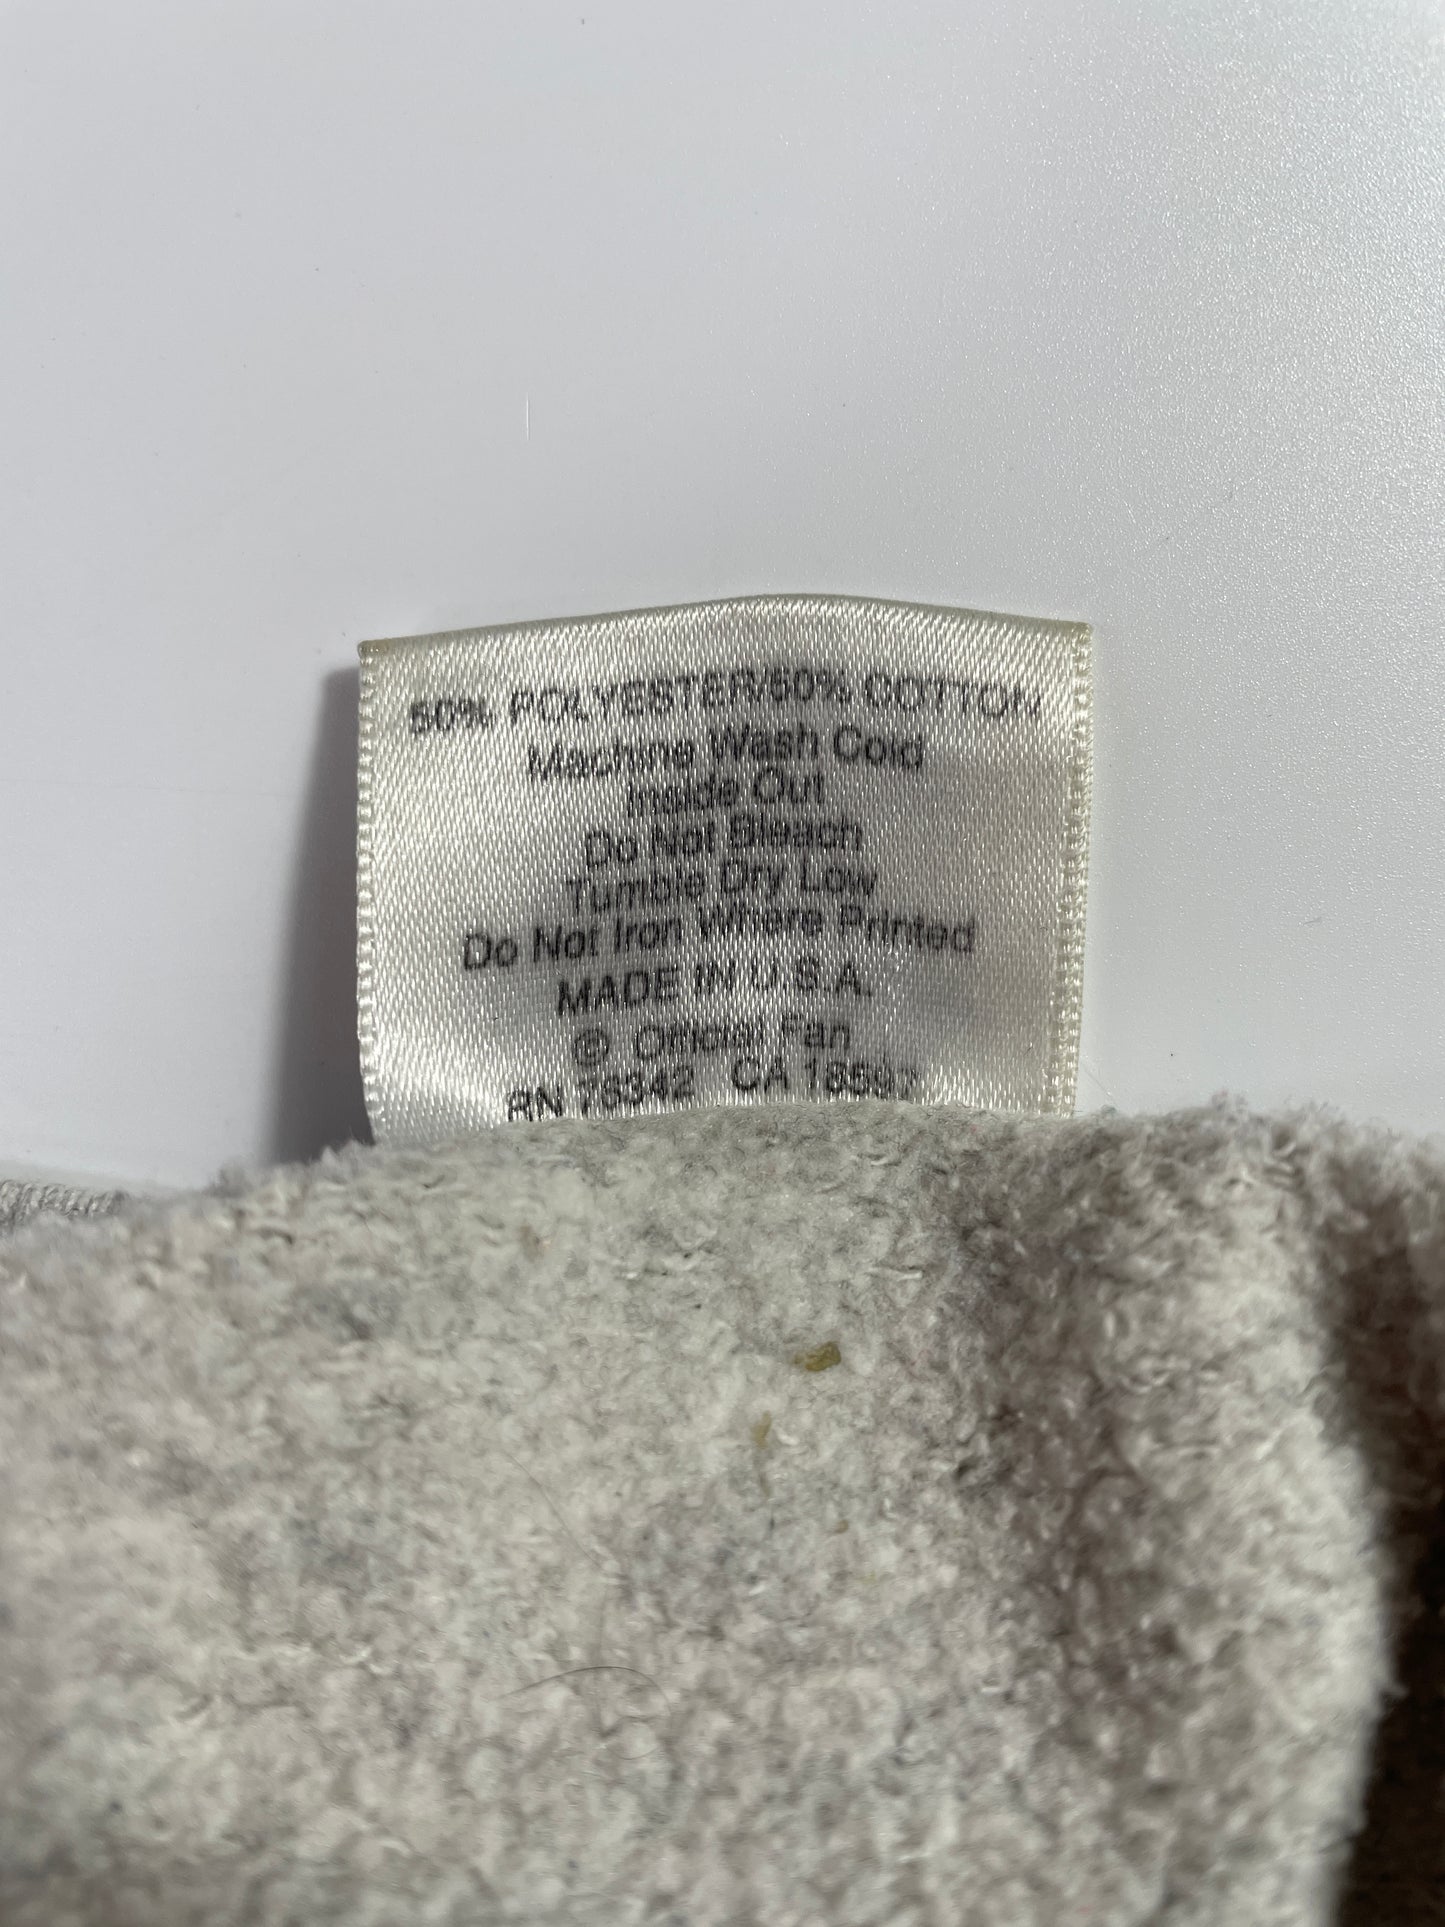 50% POLYESTER/50% COTTON
Machine Wash Cold
Inside Out
Do Not Bleach
Tumble Dry Low
Do Not Iron Where Printed
MADE IN U.S.A.
© Official Fan
RN 76342 CA